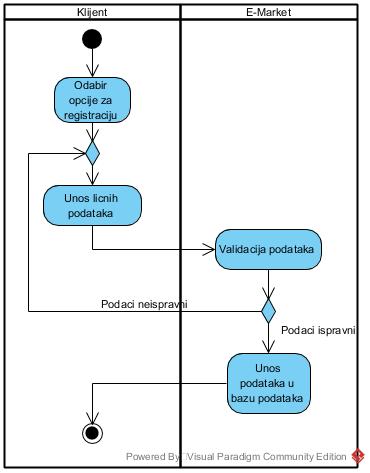 Klijent
E-Market
Odabir
opcije za
registraciju
Unos licnih
podataka
Validacija podataka
Podaci neispravni
Podaci ispravni
Unos
podataka u
bazu podataka
Powered By Visual Paradigm Community Edition